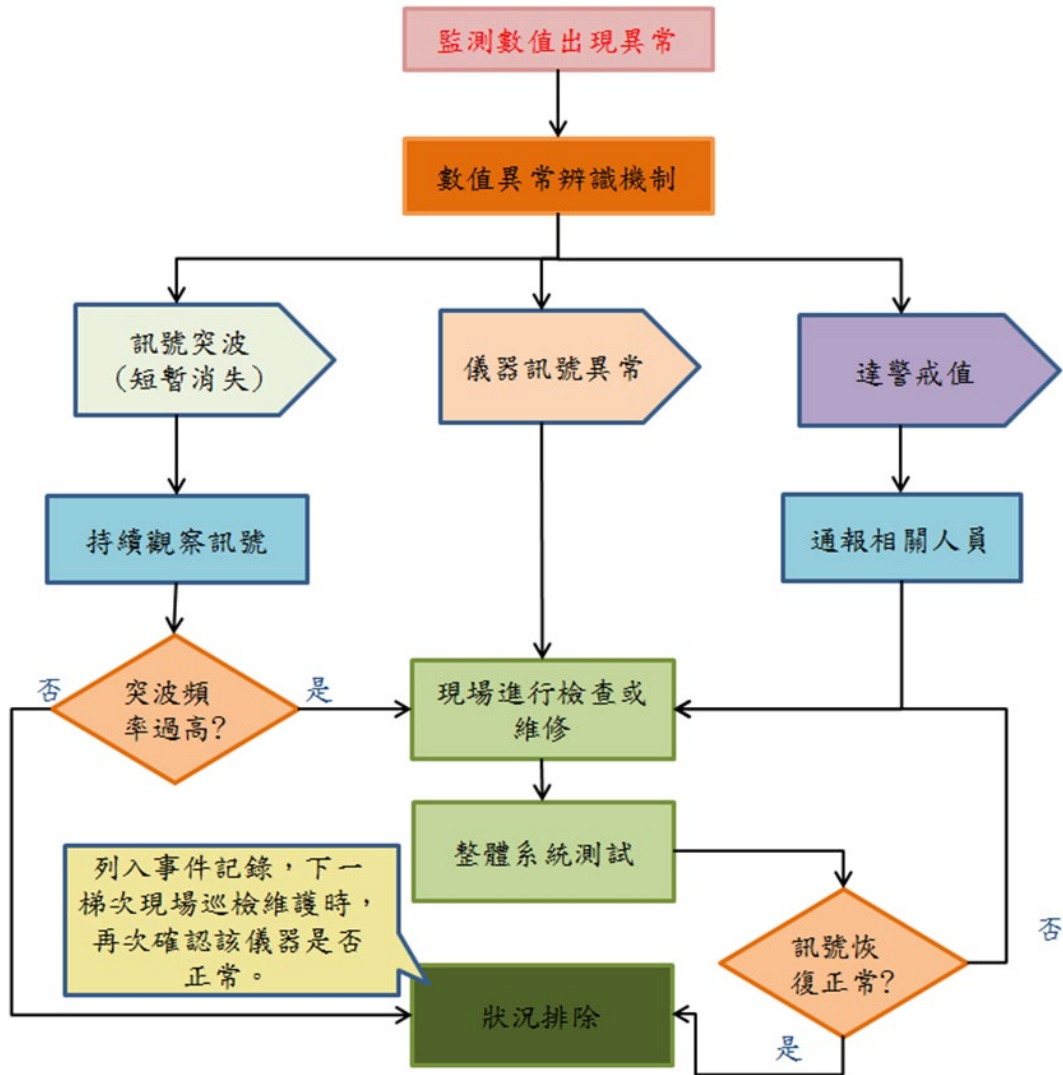 監測數值出現異常
數值異常辨識機制
訊號突波
(短暫消失)
儀器訊號異常
達警戒值
持續觀察訊號
通報相關人員
否
突波頻
率過高?
是
現場進行檢查或
維修
整體系統測試
列入事件記錄，下一
梯次現場巡檢維護時，
再次確認該儀器是否
正常。
訊號恢
復正常?
否
狀況排除
是